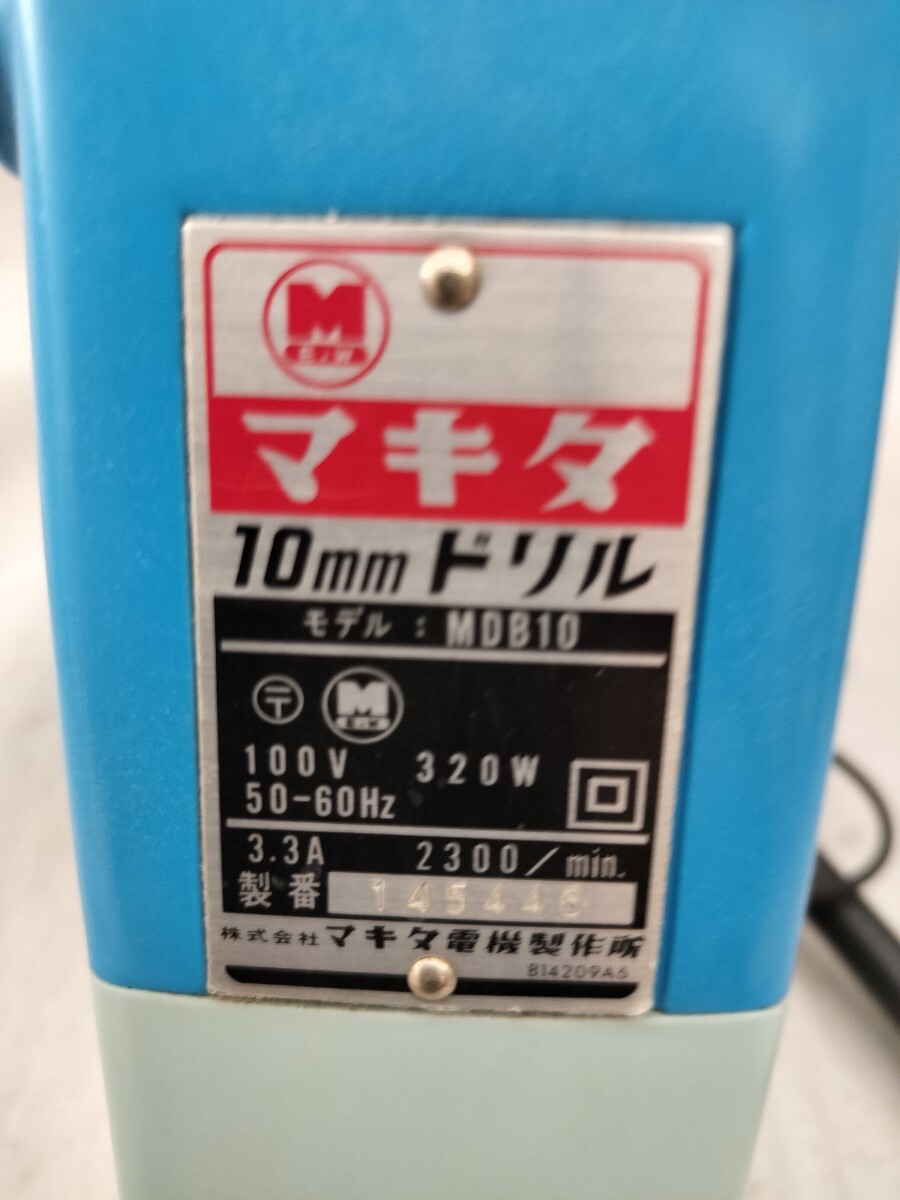 M
E.W
マキタ
10mm ドリル
モデル : MDB10
〒 M
E.W
100V 320W
50-60Hz
3.3A 2300/min.
製番 145446
株式会社マキタ電機製作所
814209A6